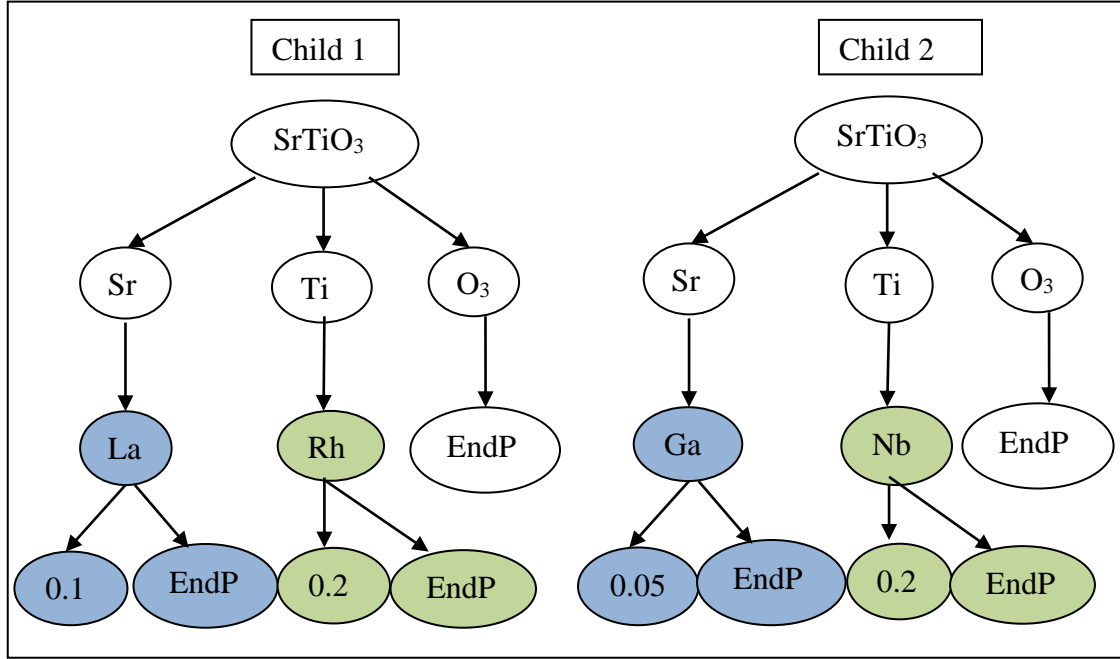 Child 1
Child 2
SrTiO₃
SrTiO₃
Sr
Ti
O₃
Sr
Ti
O₃
La
Rh
EndP
Ga
Nb
EndP
0.1
EndP
0.2
EndP
0.05
EndP
0.2
EndP